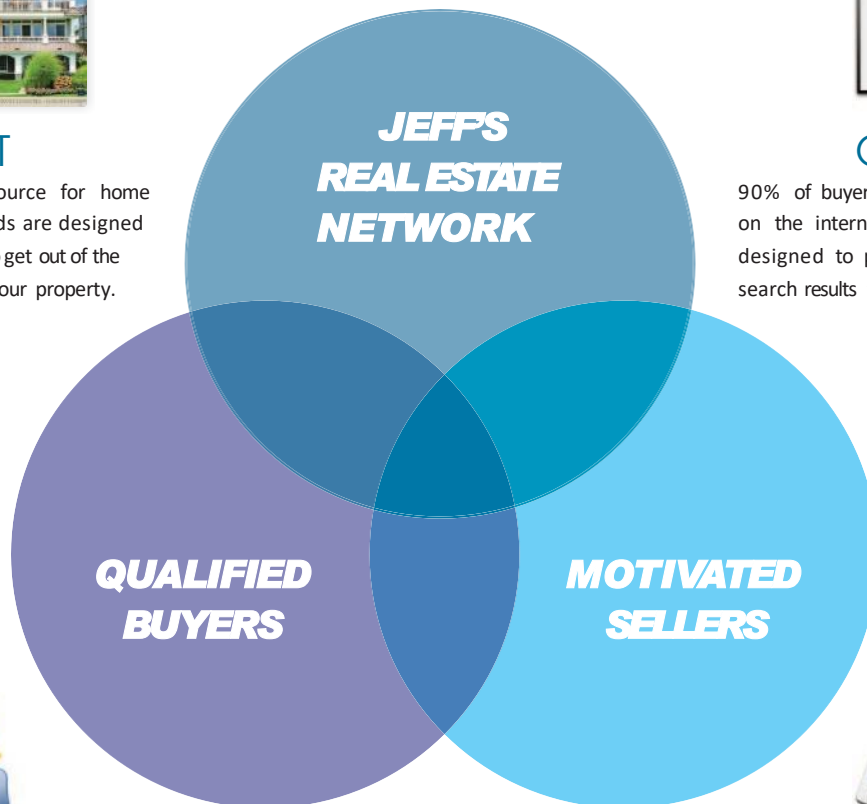 JEFF'S
REAL ESTATE
NETWORK
T
ource for home
ds are designed
get out of the
our property.
90% of buyer
on the intern
designed to p
search results
QUALIFIED
BUYERS
MOTIVATED
SELLERS